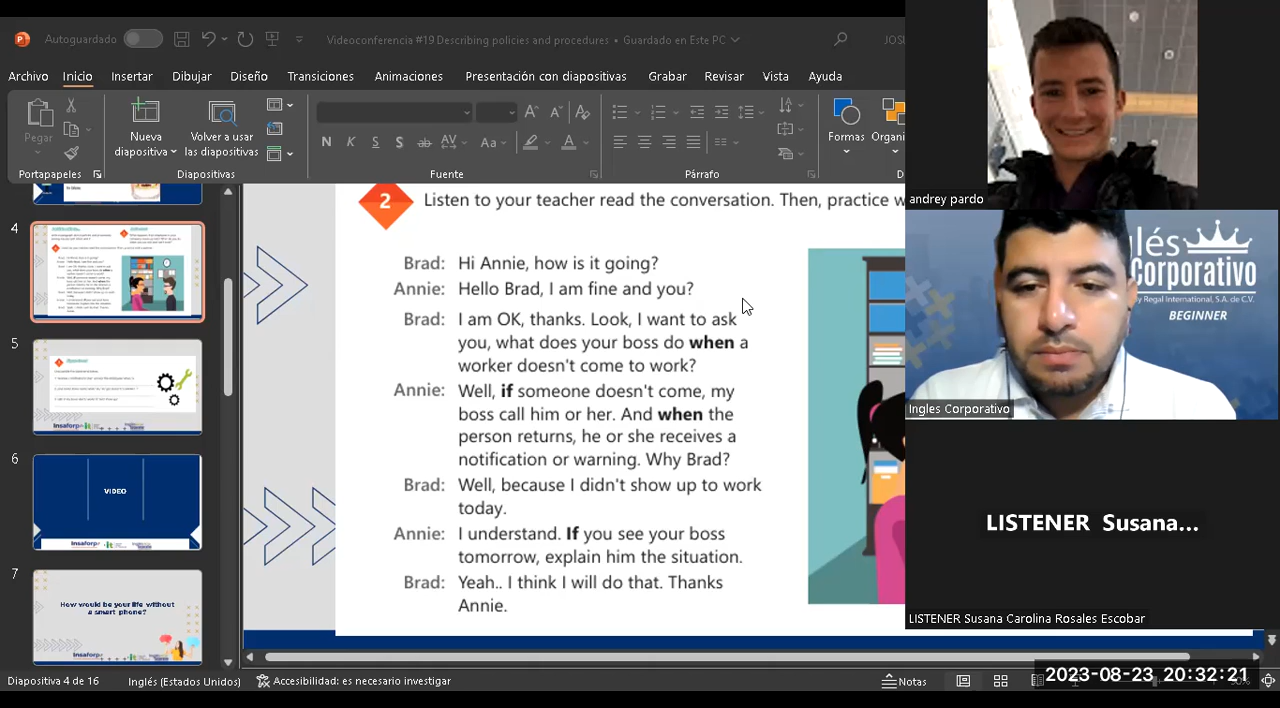 Autoguardado
Videoconferencia #19 Describing policies and procedures • Guardado en Este PC
Archivo Inicio Insertar Dibujar Diseño Transiciones Animaciones Presentación con diapositivas Grabar Revisar Vista Ayuda
Pegar
Nueva diapositiva
Volver a usar las diapositivas
N K S S ab AV Aa A
Formas
Portapapeles Diapositivas Fuente Párrafo
andrey pardo
4
5
6
VIDEO
7
How would be your life without
a smart phone?
2 Listen to your teacher read the conversation. Then, practice w
Brad: Hi Annie, how is it going?
Annie: Hello Brad, I am fine and you?
Brad: I am OK, thanks. Look, I want to ask
you, what does your boss do when a
worker doesn't come to work?
Annie: Well, if someone doesn't come, my
boss call him or her. And when the
person returns, he or she receives a
notification or warning. Why Brad?
Brad: Well, because I didn't show up to work
today.
Annie: I understand. If you see your boss
tomorrow, explain him the situation.
Brad: Yeah.. I think I will do that. Thanks
Annie.
glés
Corporativo
by Regal International, S.A. de C.V.
BEGINNER
Ingles Corporativo
LISTENER Susana...
LISTENER Susana Carolina Rosales Escobar
Diapositiva 4 de 16 Inglés (Estados Unidos) Accesibilidad: es necesario investigar Notas
2023-08-23 20:32:21